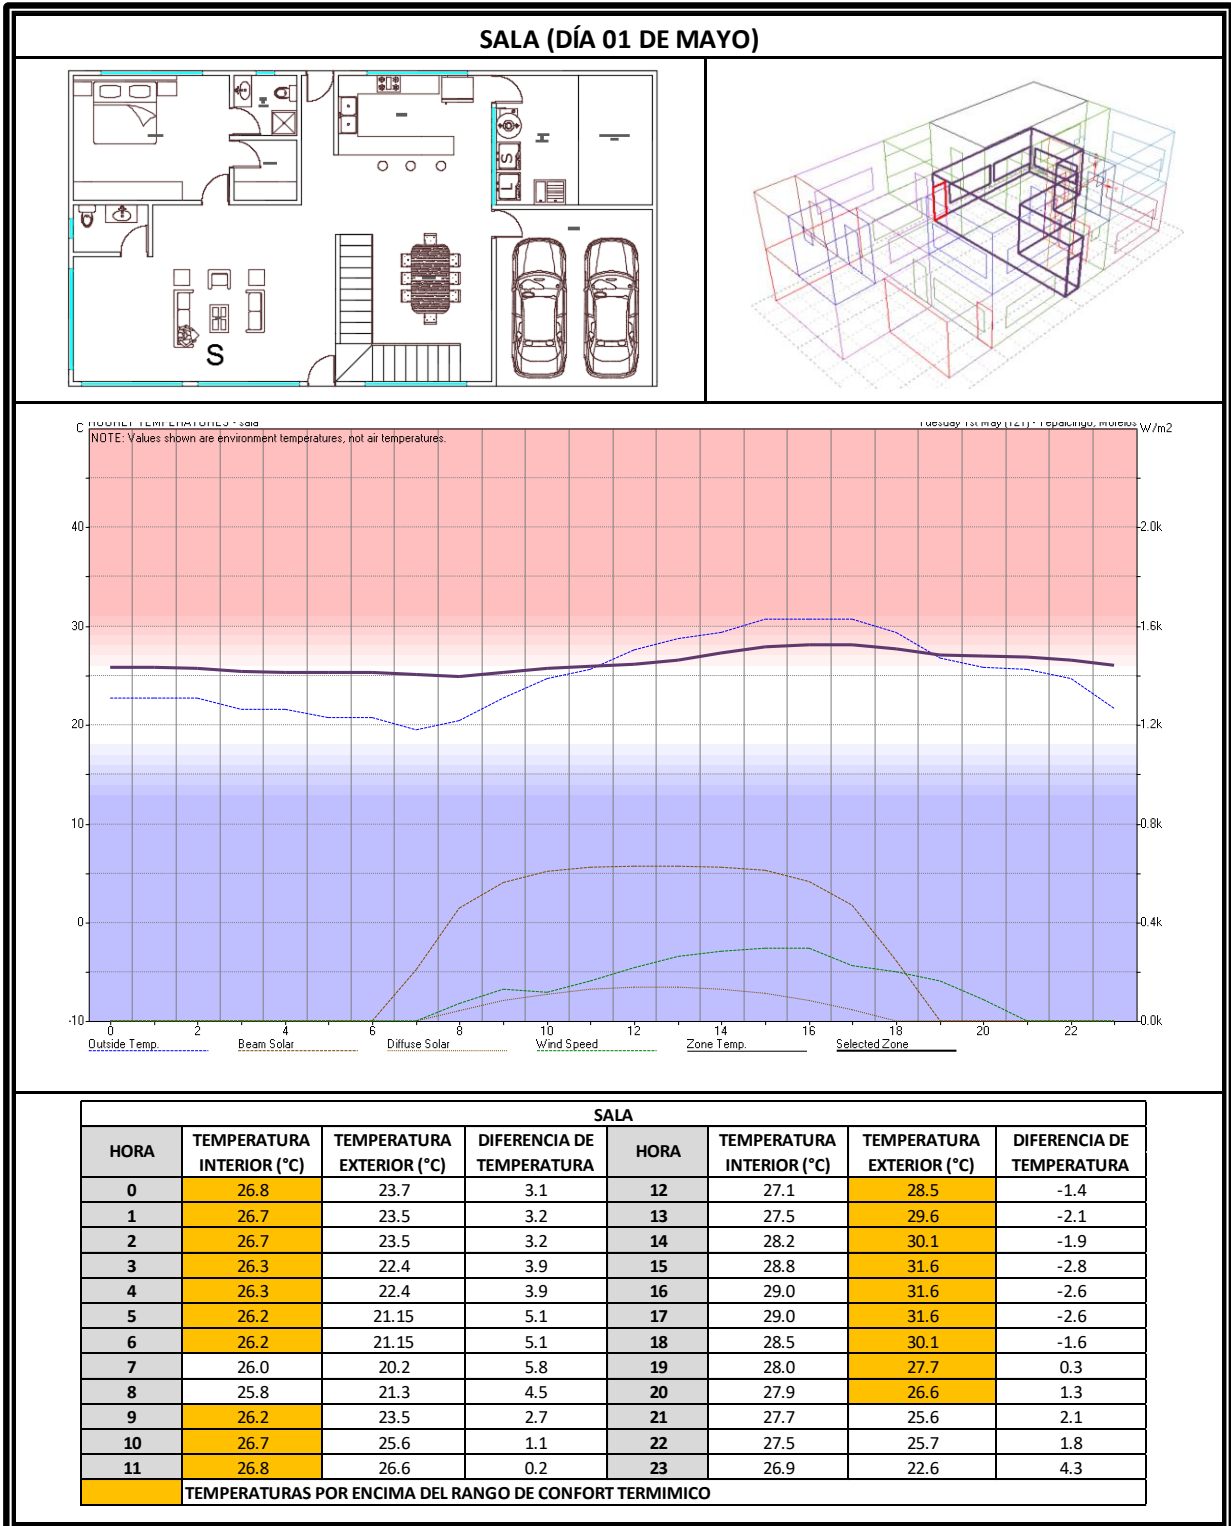 SALA (DÍA 01 DE MAYO)
S
L
S
C
HOURLY TEMPERATURES - sala
Tuesday 1st May (121) - Tepalcingo, Morelos
W/m2
NOTE: Values shown are environment temperatures, not air temperatures.
40
2.0k
30
1.6k
20
1.2k
10
0.8k
0
0.4k
-10
0.0k
0 2 4 6 8 10 12 14 16 18 20 22
Outside Temp. Beam Solar Diffuse Solar Wind Speed Zone Temp. Selected Zone
SALA
HORA TEMPERATURA INTERIOR (°C) TEMPERATURA EXTERIOR (°C) DIFERENCIA DE TEMPERATURA HORA TEMPERATURA INTERIOR (°C) TEMPERATURA EXTERIOR (°C) DIFERENCIA DE TEMPERATURA
0 26.8 23.7 3.1 12 27.1 28.5 -1.4
1 26.7 23.5 3.2 13 27.5 29.6 -2.1
2 26.7 23.5 3.2 14 28.2 30.1 -1.9
3 26.3 22.4 3.9 15 28.8 31.6 -2.8
4 26.3 22.4 3.9 16 29.0 31.6 -2.6
5 26.2 21.15 5.1 17 29.0 31.6 -2.6
6 26.2 21.15 5.1 18 28.5 30.1 -1.6
7 26.0 20.2 5.8 19 28.0 27.7 0.3
8 25.8 21.3 4.5 20 27.9 26.6 1.3
9 26.2 23.5 2.7 21 27.7 25.6 2.1
10 26.7 25.6 1.1 22 27.5 25.7 1.8
11 26.8 26.6 0.2 23 26.9 22.6 4.3
TEMPERATURAS POR ENCIMA DEL RANGO DE CONFORT TERMIMICO